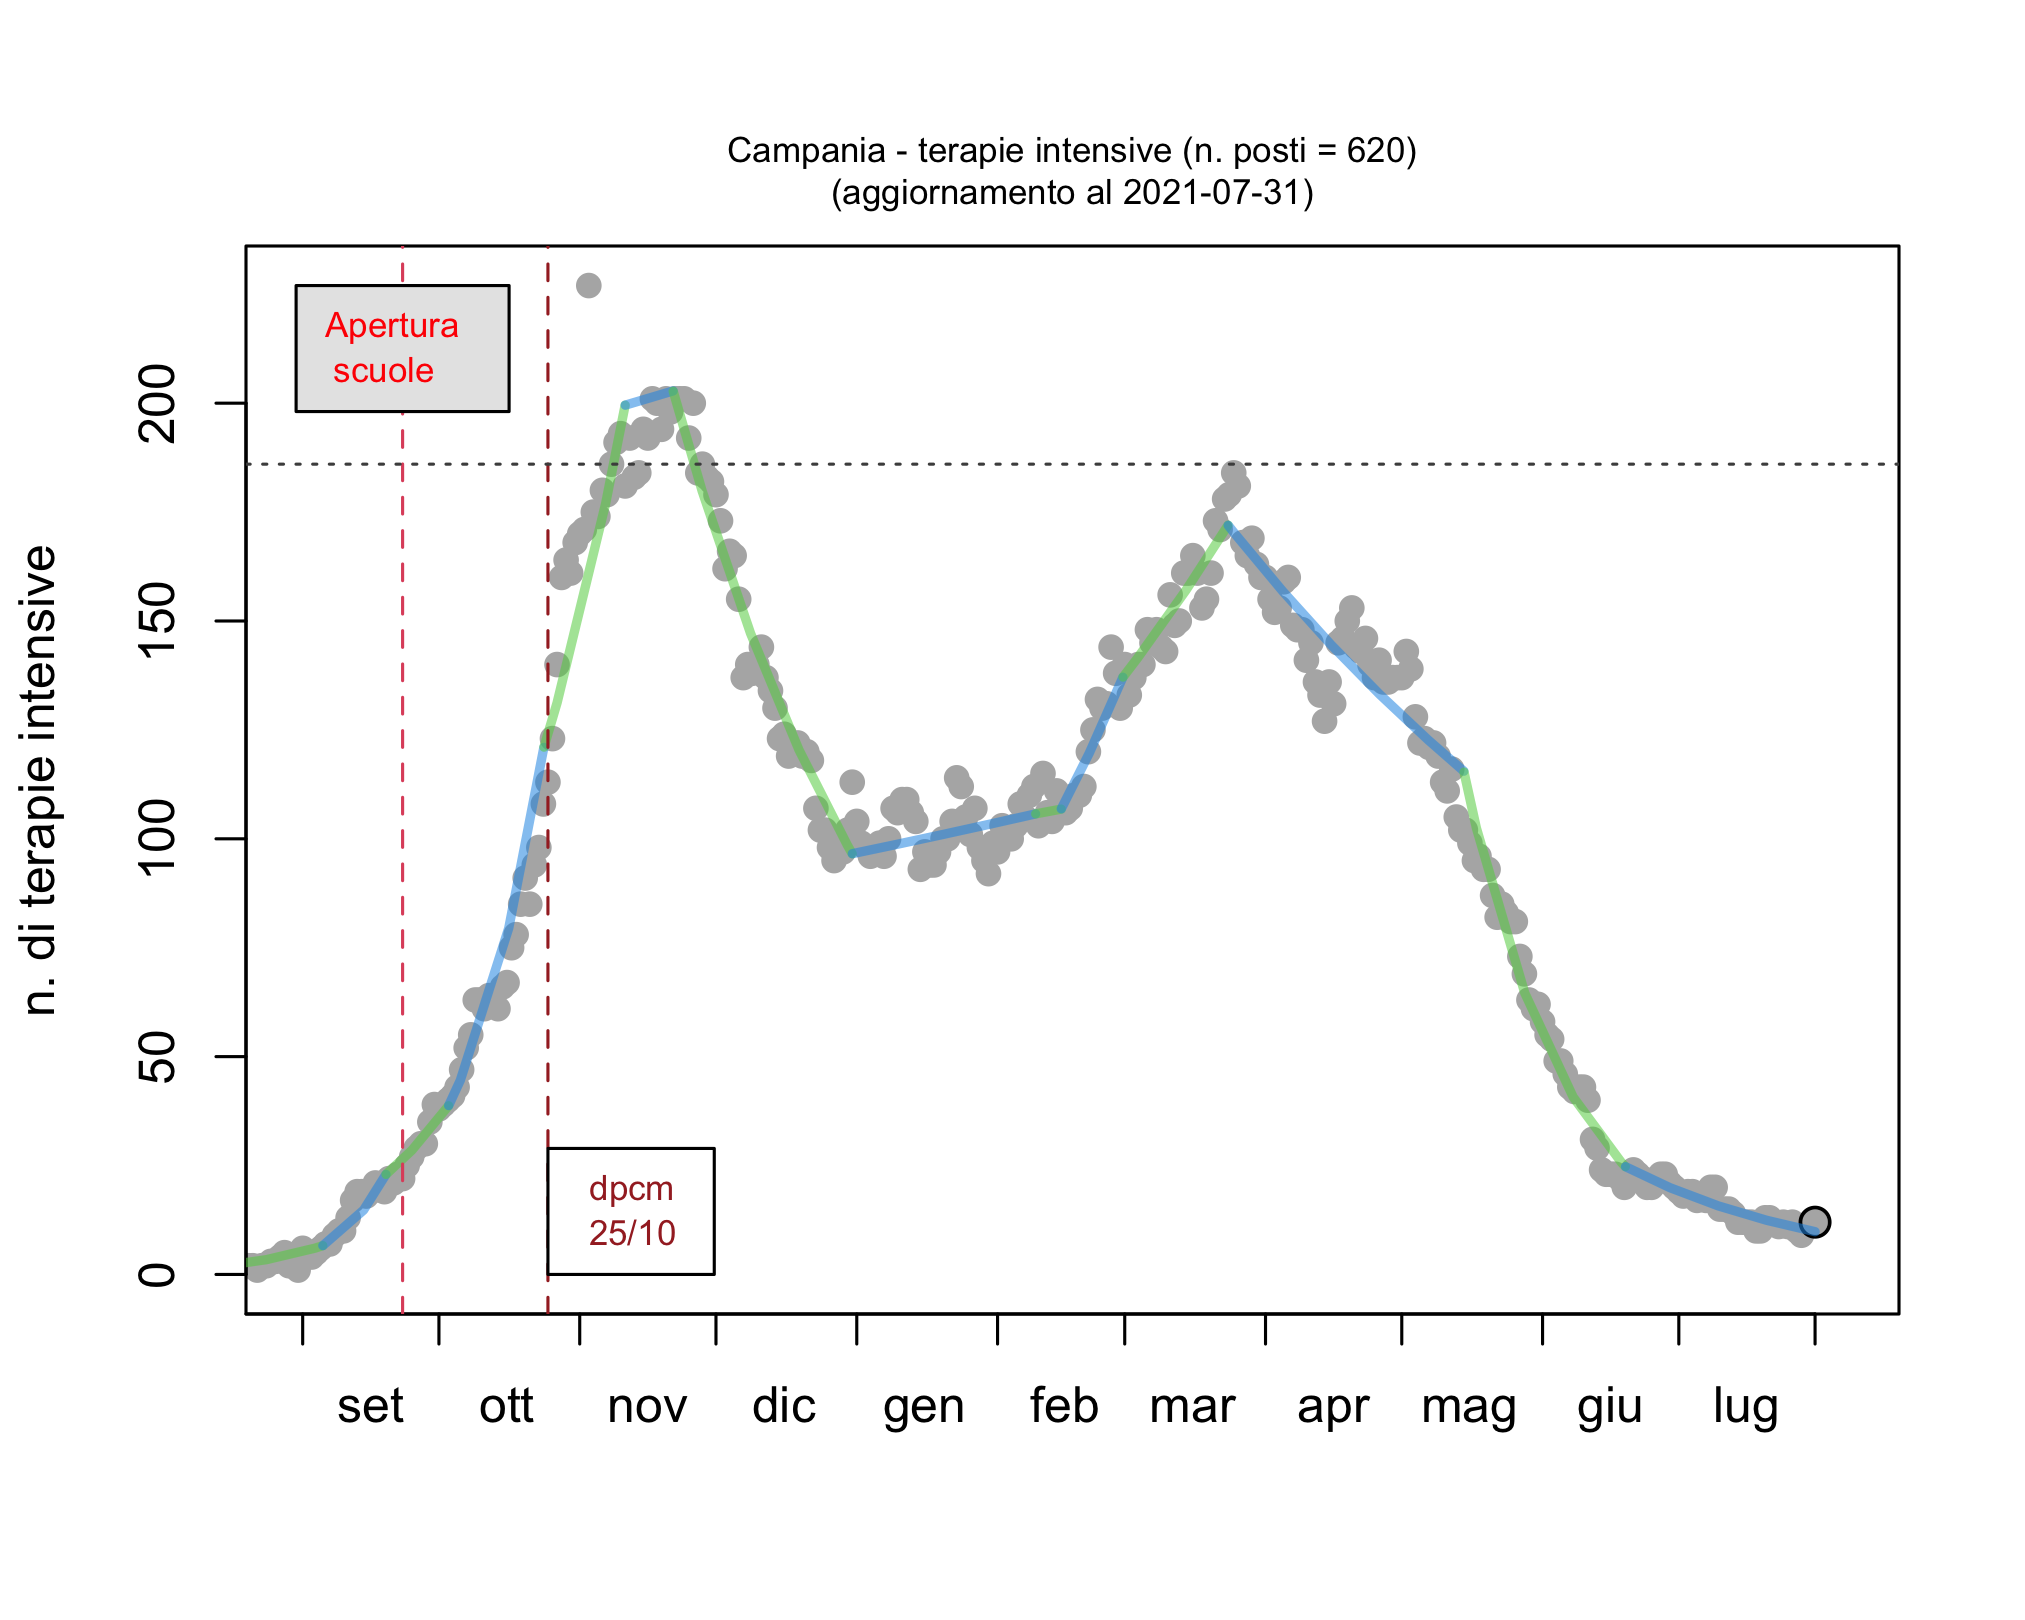 Campania - terapie intensive (n. posti = 620)
(aggiornamento al 2021-07-31)
Apertura
scuole
n. di terapie intensive
200
150
100
50
0
dpcm
25/10
set ott nov dic gen feb mar apr mag giu lug